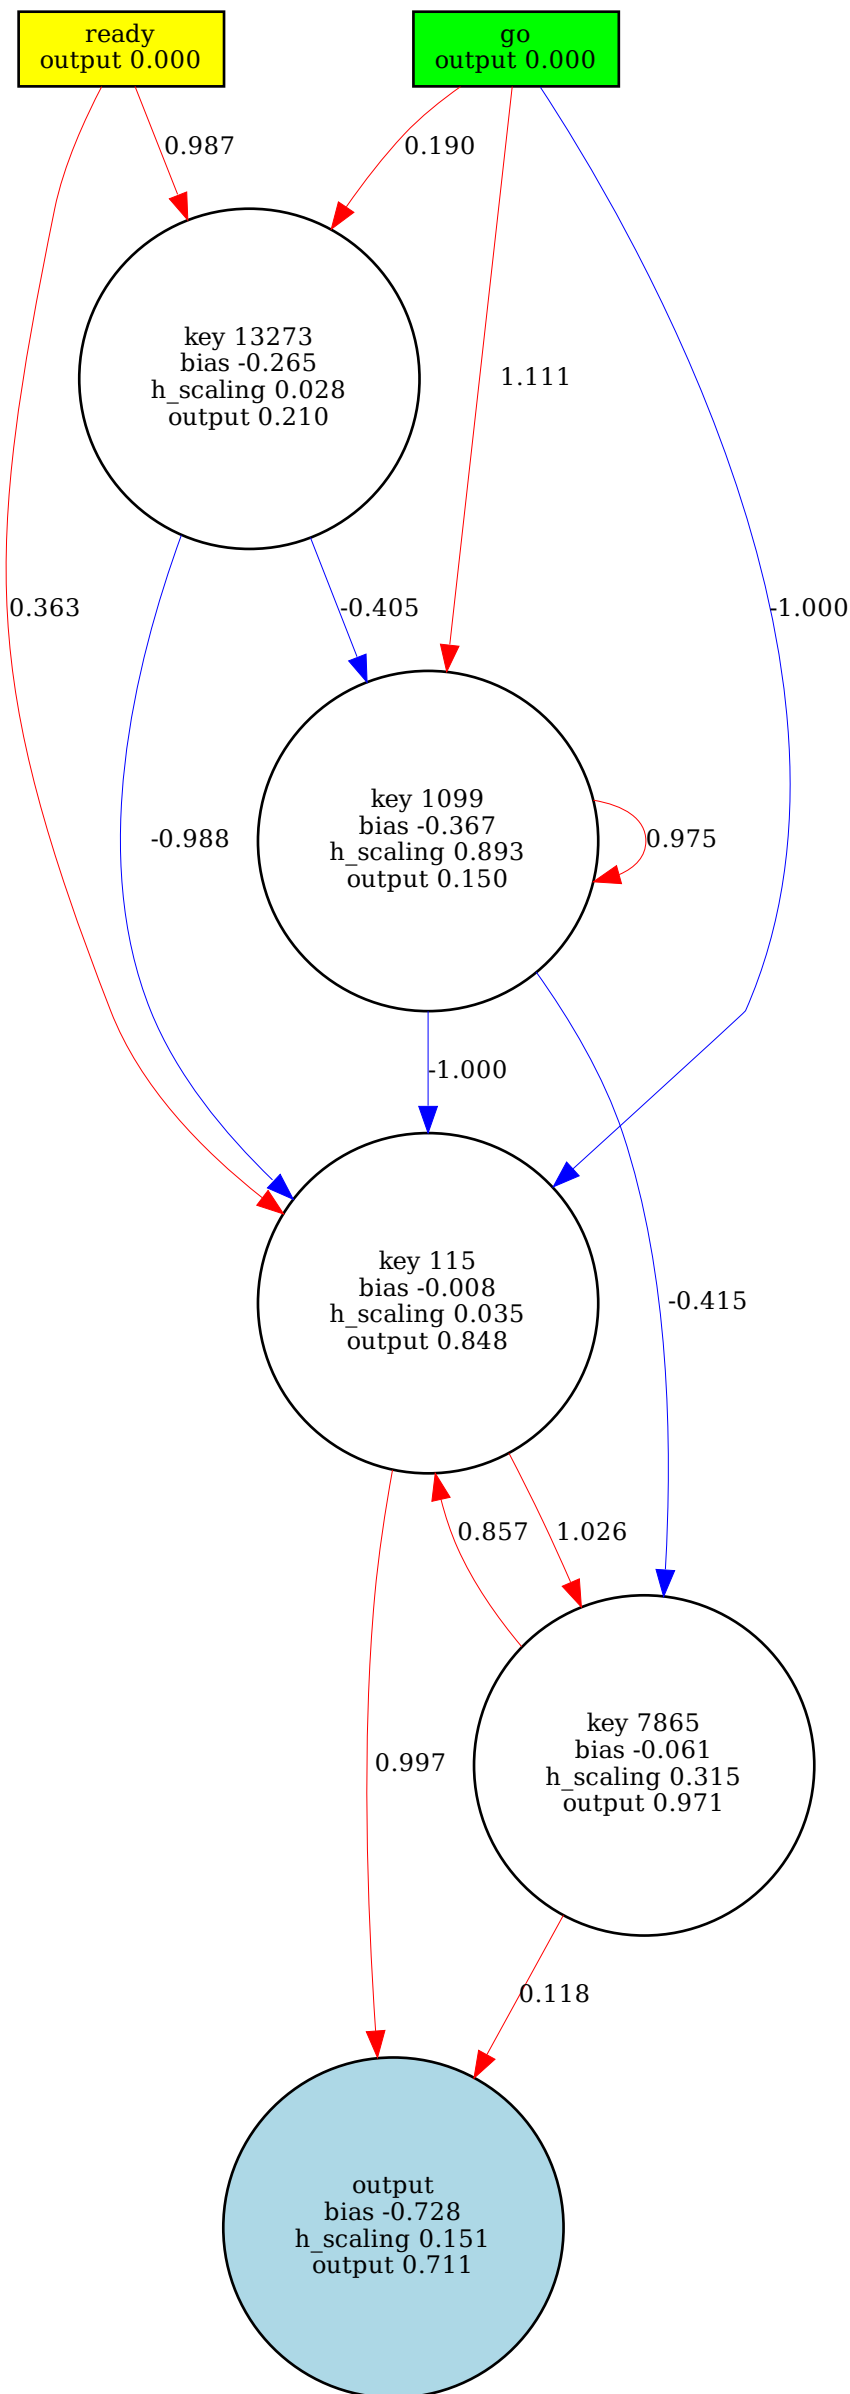 ready
output 0.000
go
output 0.000
0.987
0.190
key 13273
bias -0.265
h_scaling 0.028
output 0.210
1.111
0.363
-0.405
-1.000
key 1099
bias -0.367
h_scaling 0.893
output 0.150
-0.988
0.975
-1.000
key 115
bias -0.008
h_scaling 0.035
output 0.848
-0.415
0.857
1.026
key 7865
bias -0.061
h_scaling 0.315
output 0.971
0.997
0.118
output
bias -0.728
h_scaling 0.151
output 0.711